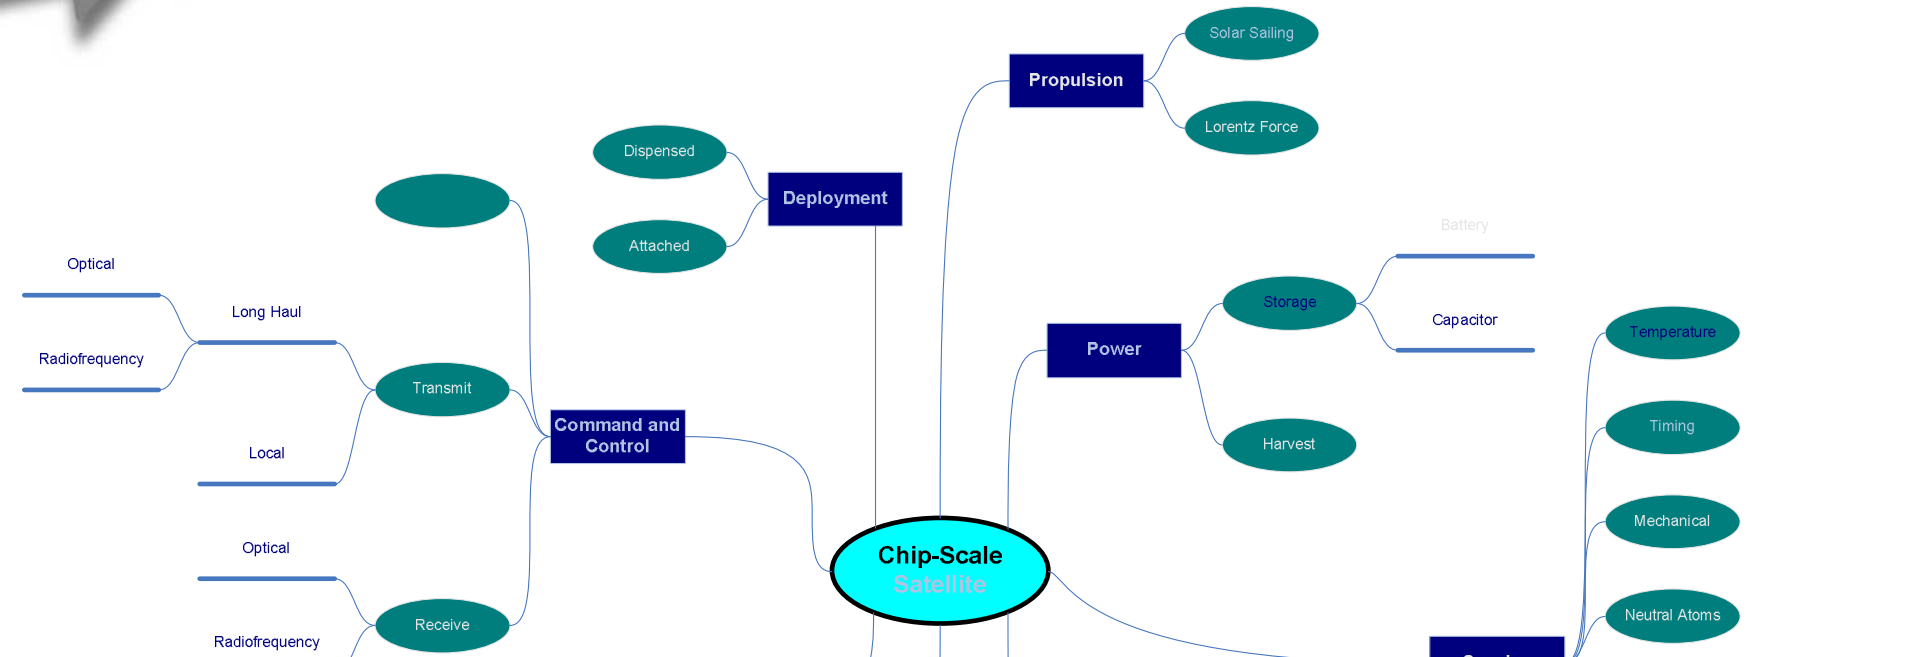 Solar Sailing
Propulsion
Lorentz Force
Dispensed
Deployment
Attached
Battery
Optical
Storage
Long Haul
Capacitor
Temperature
Power
Radiofrequency
Transmit
Command and
Control
Timing
Harvest
Local
Mechanical
Optical
Chip-Scale
Satellite
Neutral Atoms
Receive
Radiofrequency